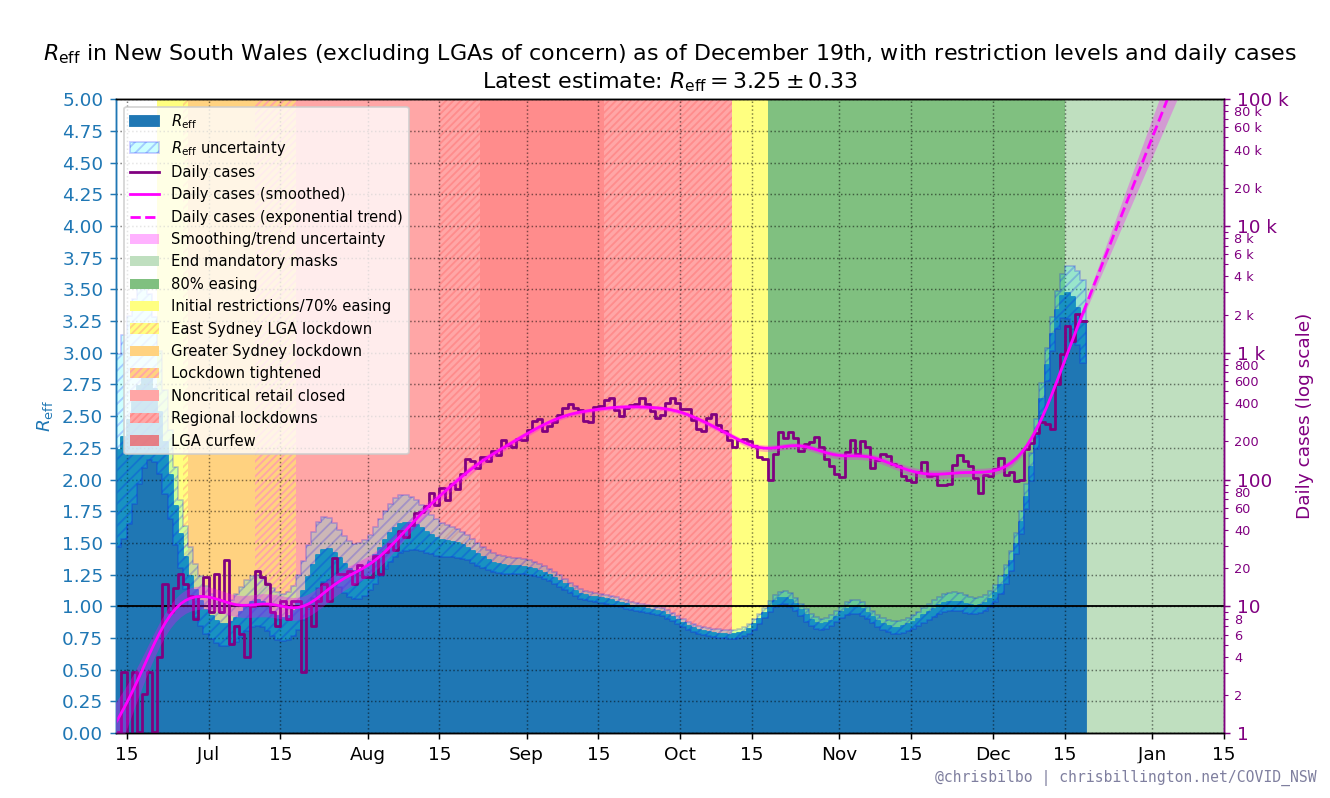 Reff in New South Wales (excluding LGAs of concern) as of December 19th, with restriction levels and daily cases
Latest estimate: Reff = 3.25 ± 0.33
5.00
4.75
4.50
4.25
4.00
3.75
3.50
3.25
3.00
2.75
2.50
2.25
2.00
1.75
1.50
1.25
1.00
0.75
0.50
0.25
0.00
Reff
Reff
Reff uncertainty
Daily cases
Daily cases (smoothed)
Daily cases (exponential trend)
Smoothing/trend uncertainty
End mandatory masks
80% easing
Initial restrictions/70% easing
East Sydney LGA lockdown
Greater Sydney lockdown
Lockdown tightened
Noncritical retail closed
Regional lockdowns
LGA curfew
100 k
80 k
60 k
40 k
20 k
10 k
8 k
6 k
4 k
2 k
1 k
800
600
400
200
100
80
60
40
20
10
8
6
4
2
1
Daily cases (log scale)
15 Jul 15 Aug 15 Sep 15 Oct 15 Nov 15 Dec 15 Jan 15
@chrisbilbo | chrisbillington.net/COVID_NSW